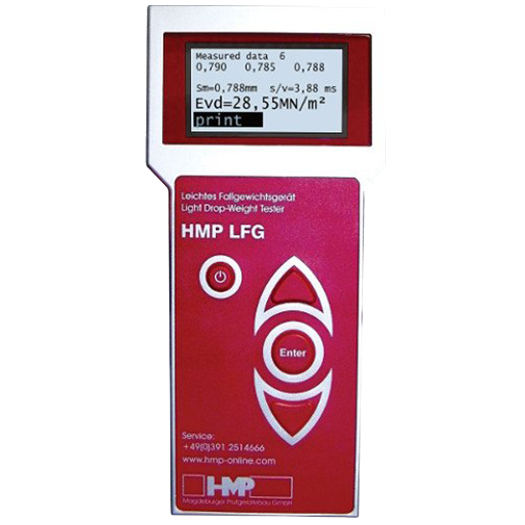 Measured data 6
0,790 0,785 0,788
Sm=0,788mm s/v=3,88 ms
Evd=28,55MN/m²
print
Leichtes Fallgewichtsgerät
Light Drop-Weight Tester
HMP LFG
Enter
Service:
+49(0)391 2514666
www.hmp-online.com
HMP
Magdeburger Prüfgerätebau GmbH